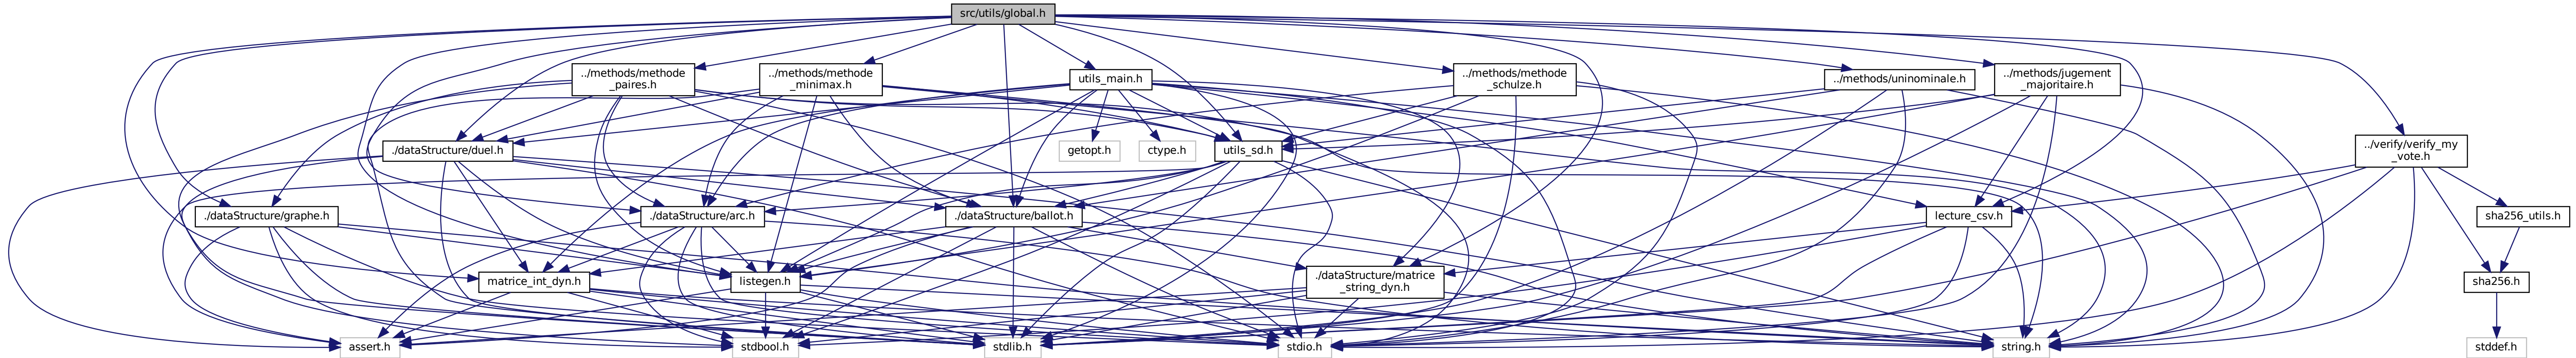 src/utils/global.h
../methods/methode
_paires.h
../methods/methode
_minimax.h
utils_main.h
../methods/methode
_schulze.h
../methods/uninominale.h
../methods/jugement
_majoritaire.h
./dataStructure/duel.h
getopt.h
ctype.h
utils_sd.h
../verify/verify_my
_vote.h
./dataStructure/graphe.h
./dataStructure/arc.h
./dataStructure/ballot.h
lecture_csv.h
sha256_utils.h
matrice_int_dyn.h
listegen.h
./dataStructure/matrice
_string_dyn.h
sha256.h
assert.h
stdbool.h
stdlib.h
stdio.h
string.h
stddef.h